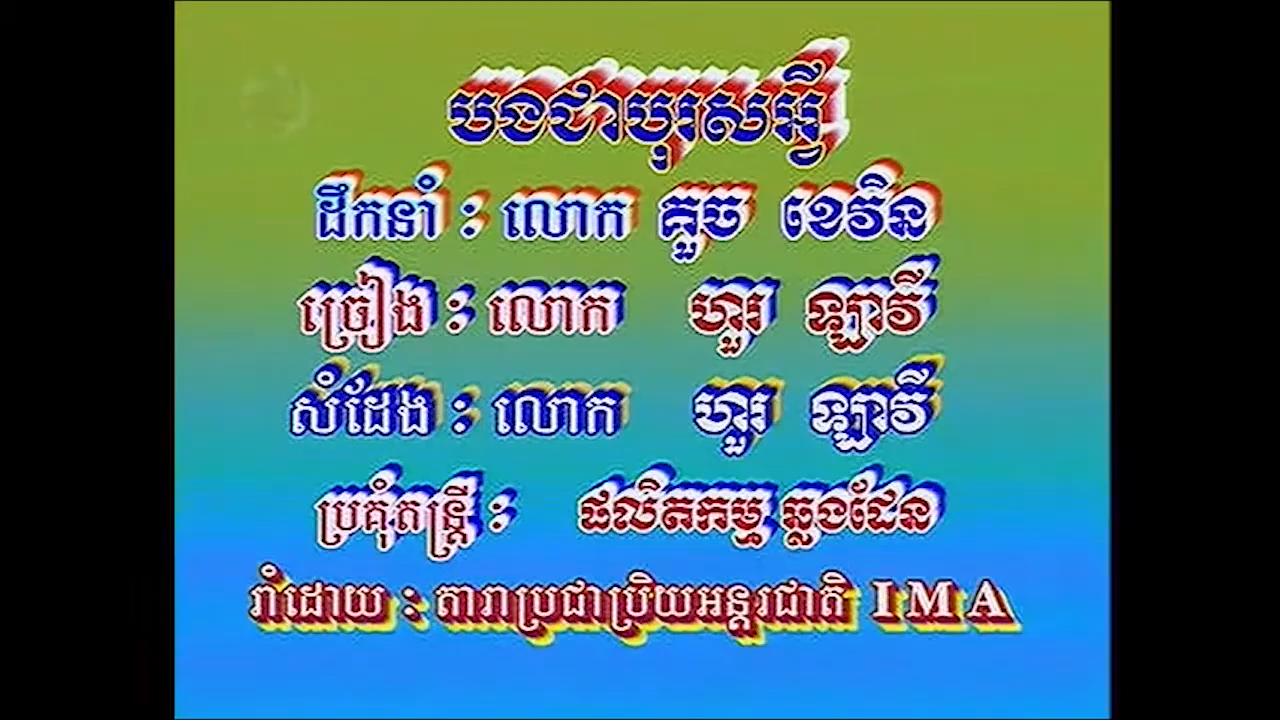 បងជាបុរសអ្វី
ដឹកនាំ : លោក គួច ខេវិន
ច្រៀង : លោក ហួរ ឡាវី
សំដែង : លោក ហួរ ឡាវី
ប្រគុំតន្ត្រី : ផលិតកម្ម ឆ្លងដែន
រាំដោយ : តារាប្រជាប្រិយអន្តរជាតិ IMA